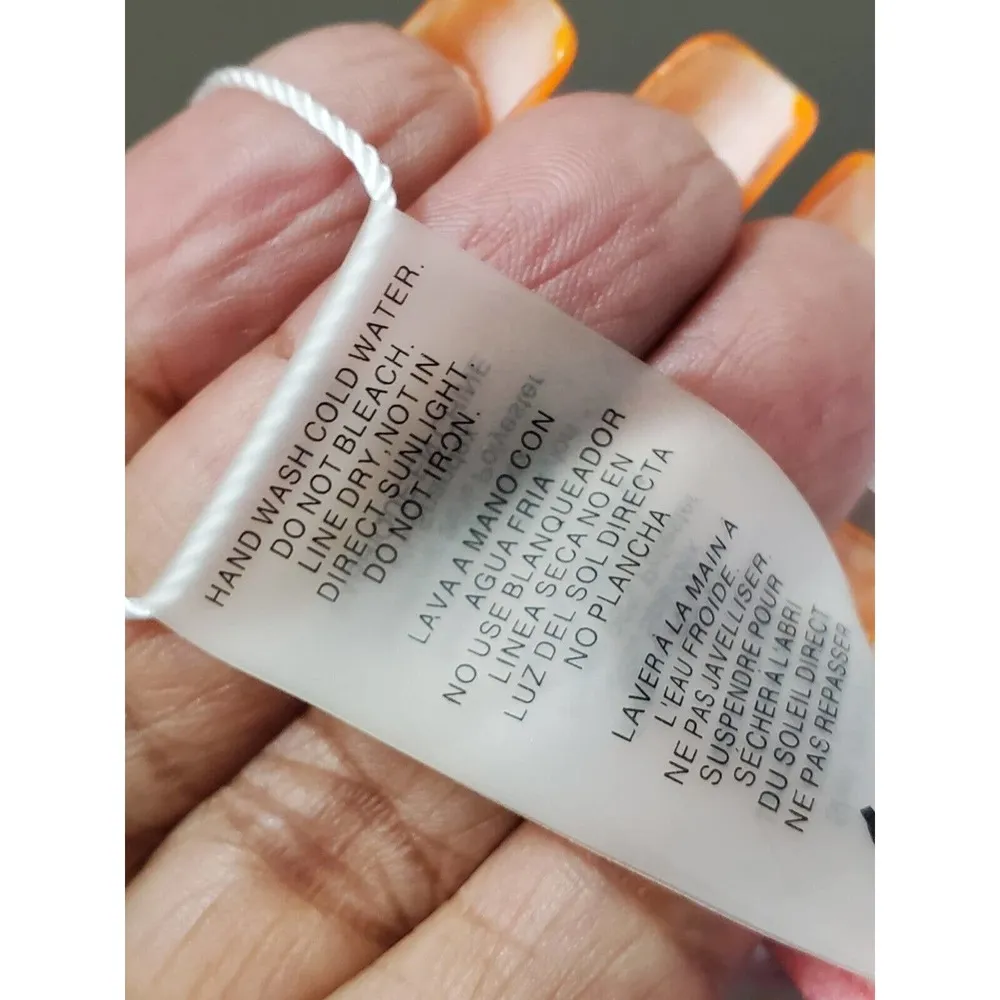 HAND WASH COLD WATER.
DO NOT BLEACH.
LINE DRY, NOT IN
DIRECT SUNLIGHT.
DO NOT IRON.
LAVA A MANO CON
AGUA FRIA
NO USE BLANQUEADOR
LINEA SECA NO EN
LUZ DEL SOL DIRECTA
NO PLANCHA
LAVER Á LA MAIN Á
L'EAU FROIDE.
NE PAS JAVELLISER.
SUSPENDRE POUR
SÉCHER A L'ABRI
DU SOLEIL DIRECT
NE PAS REPASSER